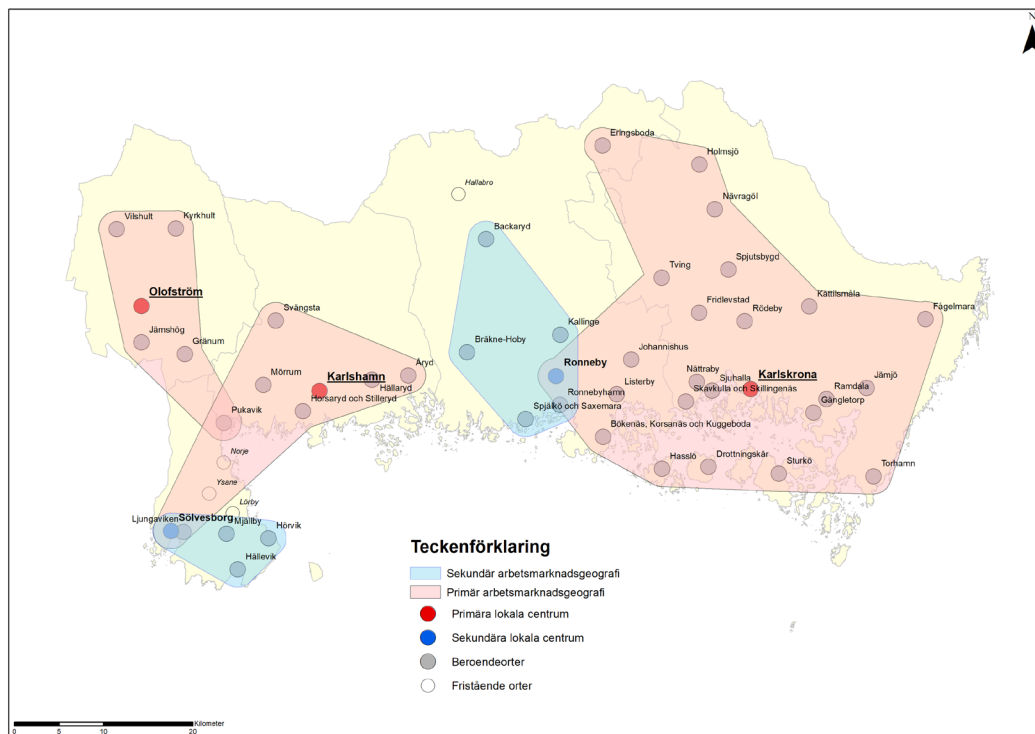 N
Eringsboda
Holmsjö
Hallabro
Nävragöl
Vilshult
Kyrkhult
Backaryd
Tving
Spjutsbygd
Olofström
Svängsta
Fridlevstad
Rödeby
Kättilsmåla
Fågelmara
Jämshög
Gränum
Kallinge
Bräkne-Hoby
Johannishus
Mörrum
Karlshamn
Åryd
Hällaryd
Ronneby
Nättraby
Sjuhalla
Karlskrona
Jämjö
Horsaryd och Stilleryd
Ronnebyhamn
Listerby
Skavkulla och Skillingenäs
Ramdala
Gängletorp
Pukavik
Spjälkö och Saxemara
Bökenäs, Korsanäs och Kuggeboda
Norje
Hasslö
Drottningskär
Sturkö
Torhamn
Ysane
Lörby
Ljungaviken
Sölvesborg
Mjällby
Hörvik
Hällevik
Teckenförklaring
Sekundär arbetsmarknadsgeografi
Primär arbetsmarknadsgeografi
Primära lokala centrum
Sekundära lokala centrum
Beroendeorter
Fristående orter
Kilometer
0 5 10 20